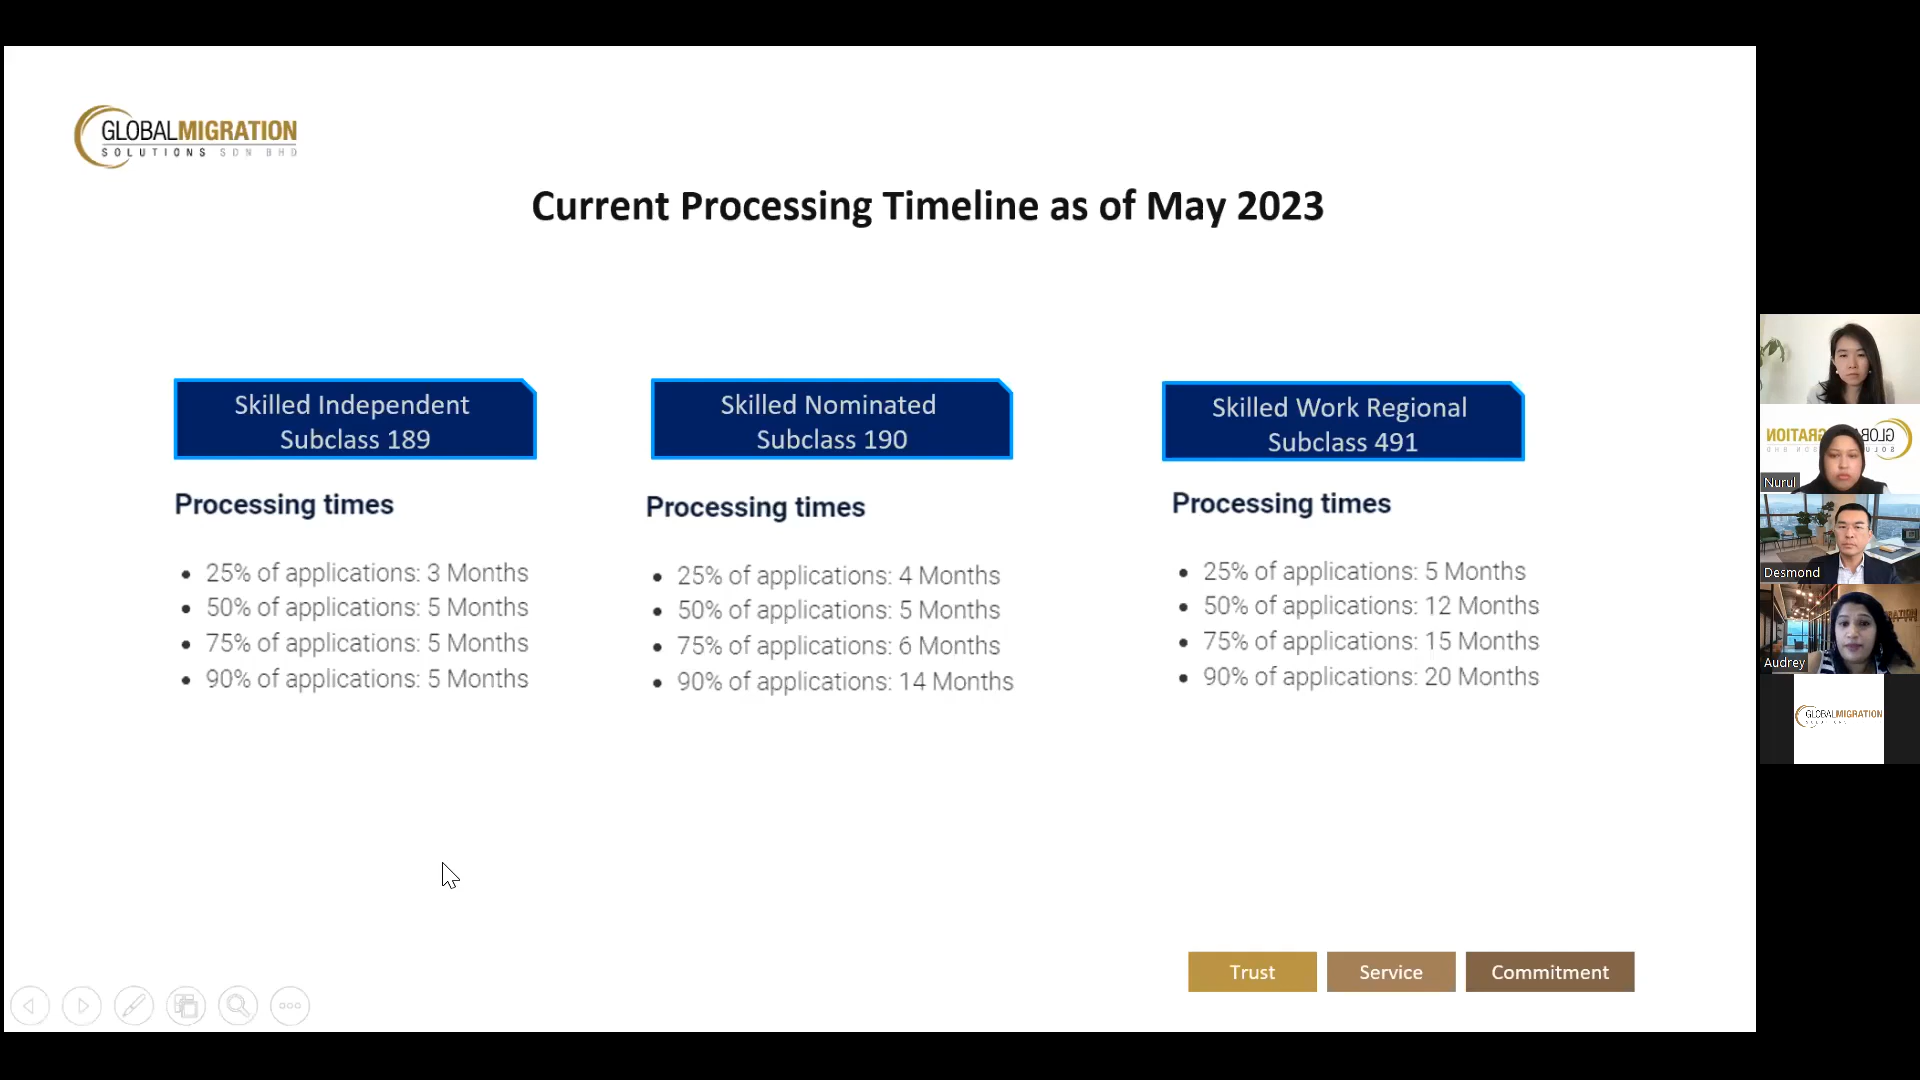 GLOBALMIGRATION
SOLUTIONS SDN BHD
Current Processing Timeline as of May 2023
Skilled Independent
Subclass 189
Processing times
• 25% of applications: 3 Months
• 50% of applications: 5 Months
• 75% of applications: 5 Months
• 90% of applications: 5 Months
Skilled Nominated
Subclass 190
Processing times
• 25% of applications: 4 Months
• 50% of applications: 5 Months
• 75% of applications: 6 Months
• 90% of applications: 14 Months
Skilled Work Regional
Subclass 491
Processing times
• 25% of applications: 5 Months
• 50% of applications: 12 Months
• 75% of applications: 15 Months
• 90% of applications: 20 Months
Trust
Service
Commitment
Nurul
Desmond
Audrey
GLOBALMIGRATION